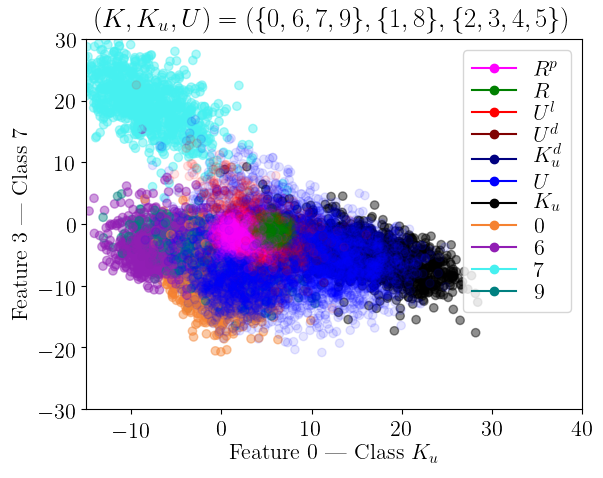 (K, K_u, U) = ({0, 6, 7, 9}, {1, 8}, {2, 3, 4, 5})
Feature 3 — Class 7
30
20
10
0
−10
−20
−30
R^p
R
U^l
U^d
K_u^d
U
K_u
0
6
7
9
−10
0
10
20
30
40
Feature 0 — Class K_u